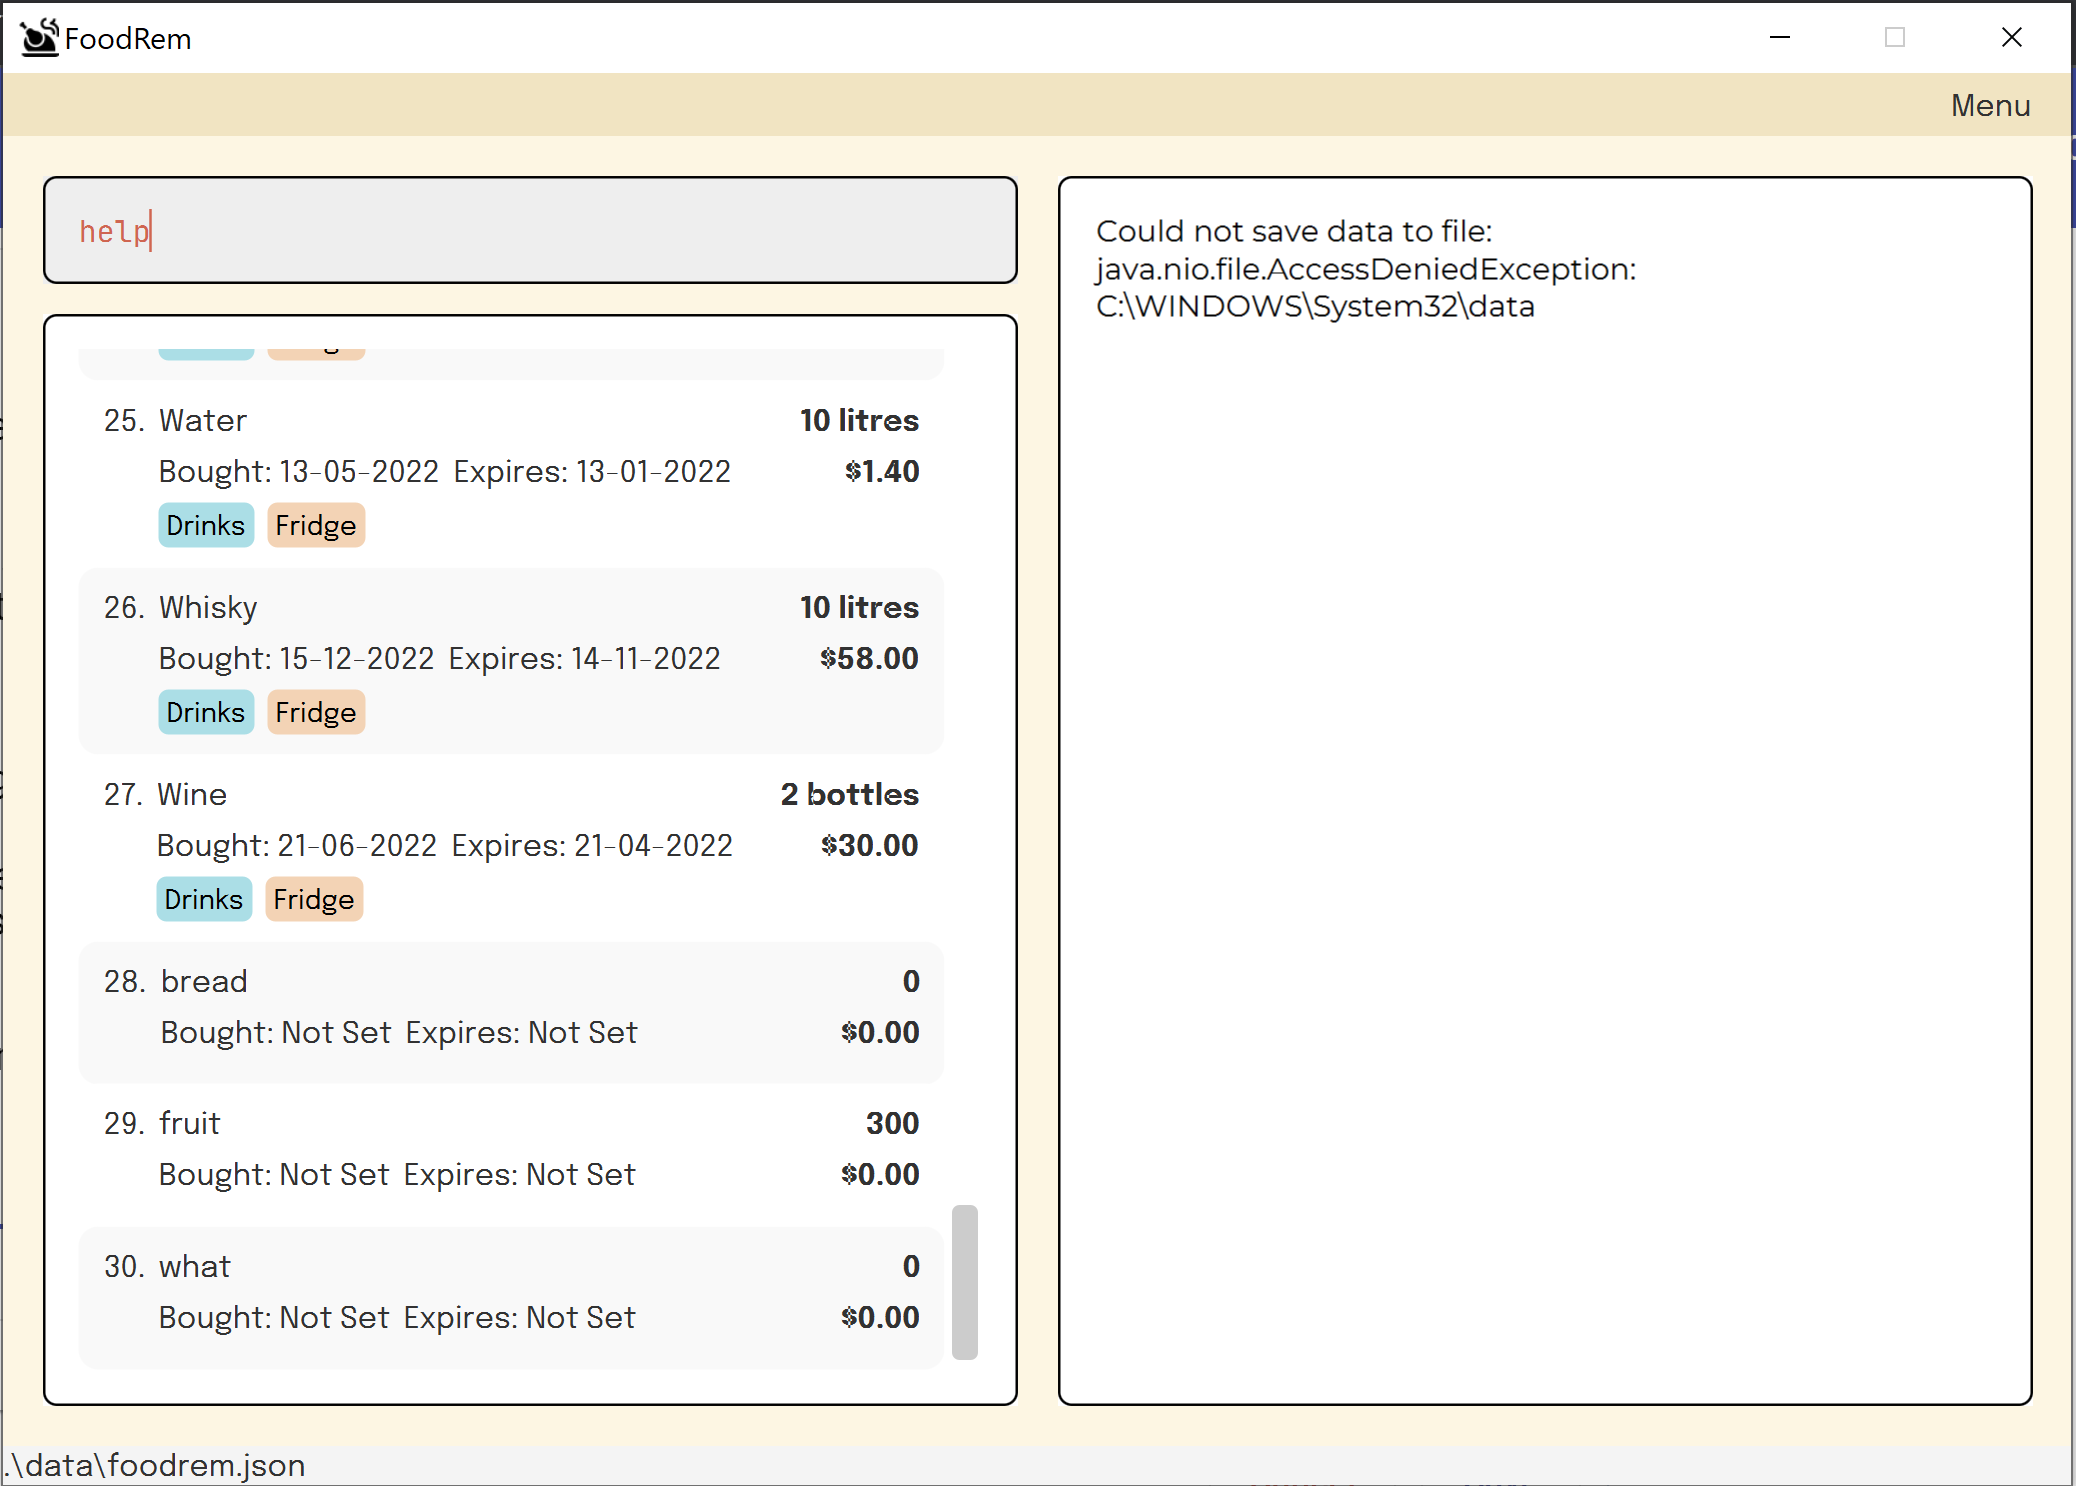 FoodRem
Menu
help
Could not save data to file:
java.nio.file.AccessDeniedException:
C:\WINDOWS\System32\data
25. Water 10 litres
Bought: 13-05-2022 Expires: 13-01-2022 $1.40
Drinks Fridge
26. Whisky 10 litres
Bought: 15-12-2022 Expires: 14-11-2022 $58.00
Drinks Fridge
27. Wine 2 bottles
Bought: 21-06-2022 Expires: 21-04-2022 $30.00
Drinks Fridge
28. bread 0
Bought: Not Set Expires: Not Set $0.00
29. fruit 300
Bought: Not Set Expires: Not Set $0.00
30. what 0
Bought: Not Set Expires: Not Set $0.00
.\data\foodrem.json